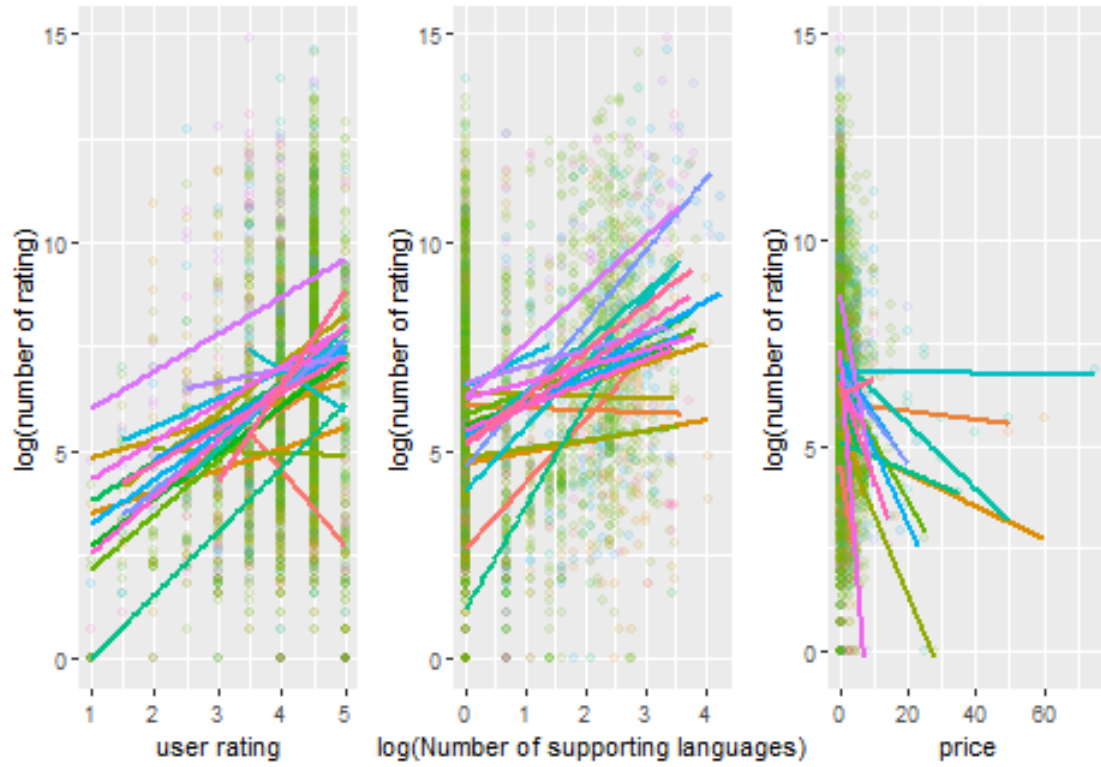 log(number of rating)
15
10
5
0
1 2 3 4 5
user rating
log(number of rating)
15
10
5
0
0 1 2 3 4
log(Number of supporting languages)
log(number of rating)
15
10
5
0
0 20 40 60
price